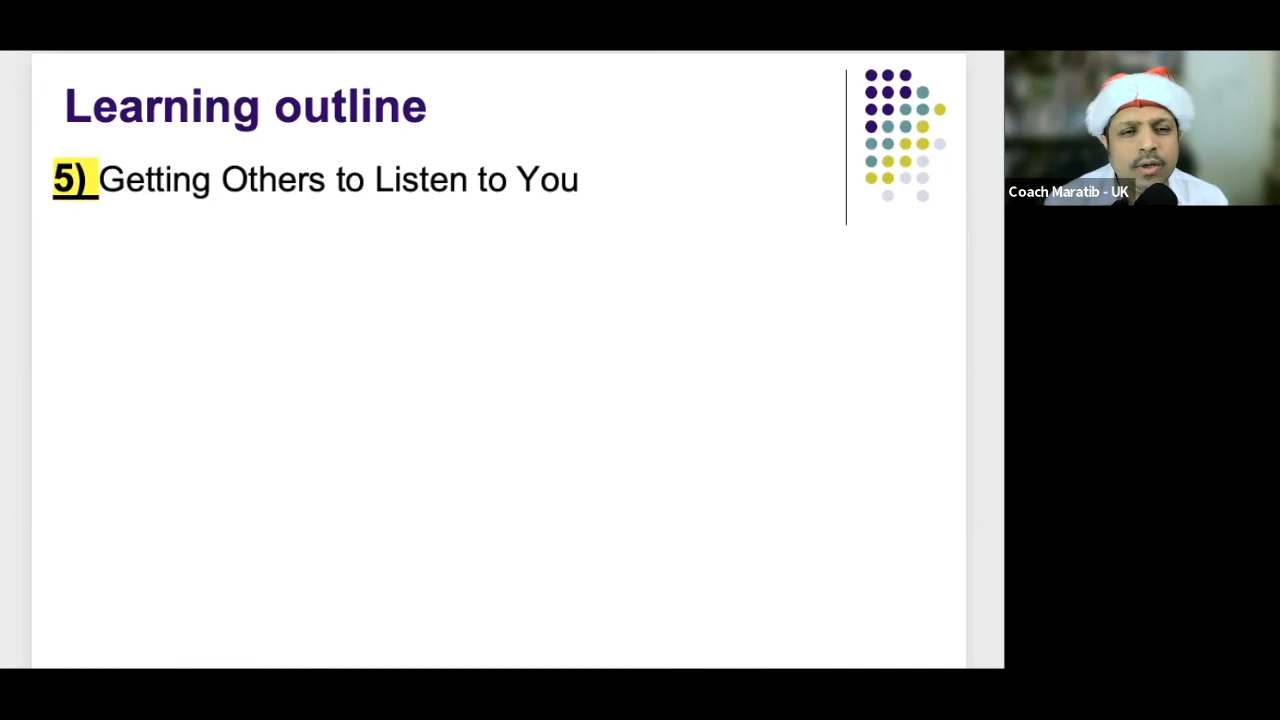 Learning outline
5) Getting Others to Listen to You
Coach Maratib - UK